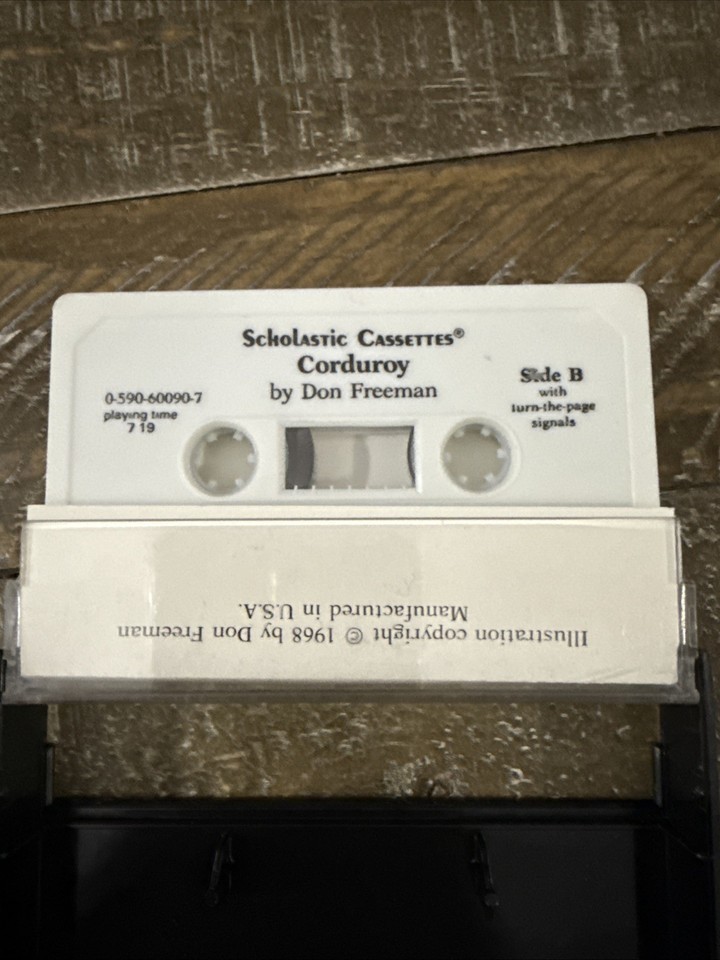 Scholastic Cassettes®
Corduroy
by Don Freeman
0-590-60090-7
playing time
7 19
Side B
with
turn-the-page
signals
Illustration copyright © 1968 by Don Freeman
Manufactured in U.S.A.